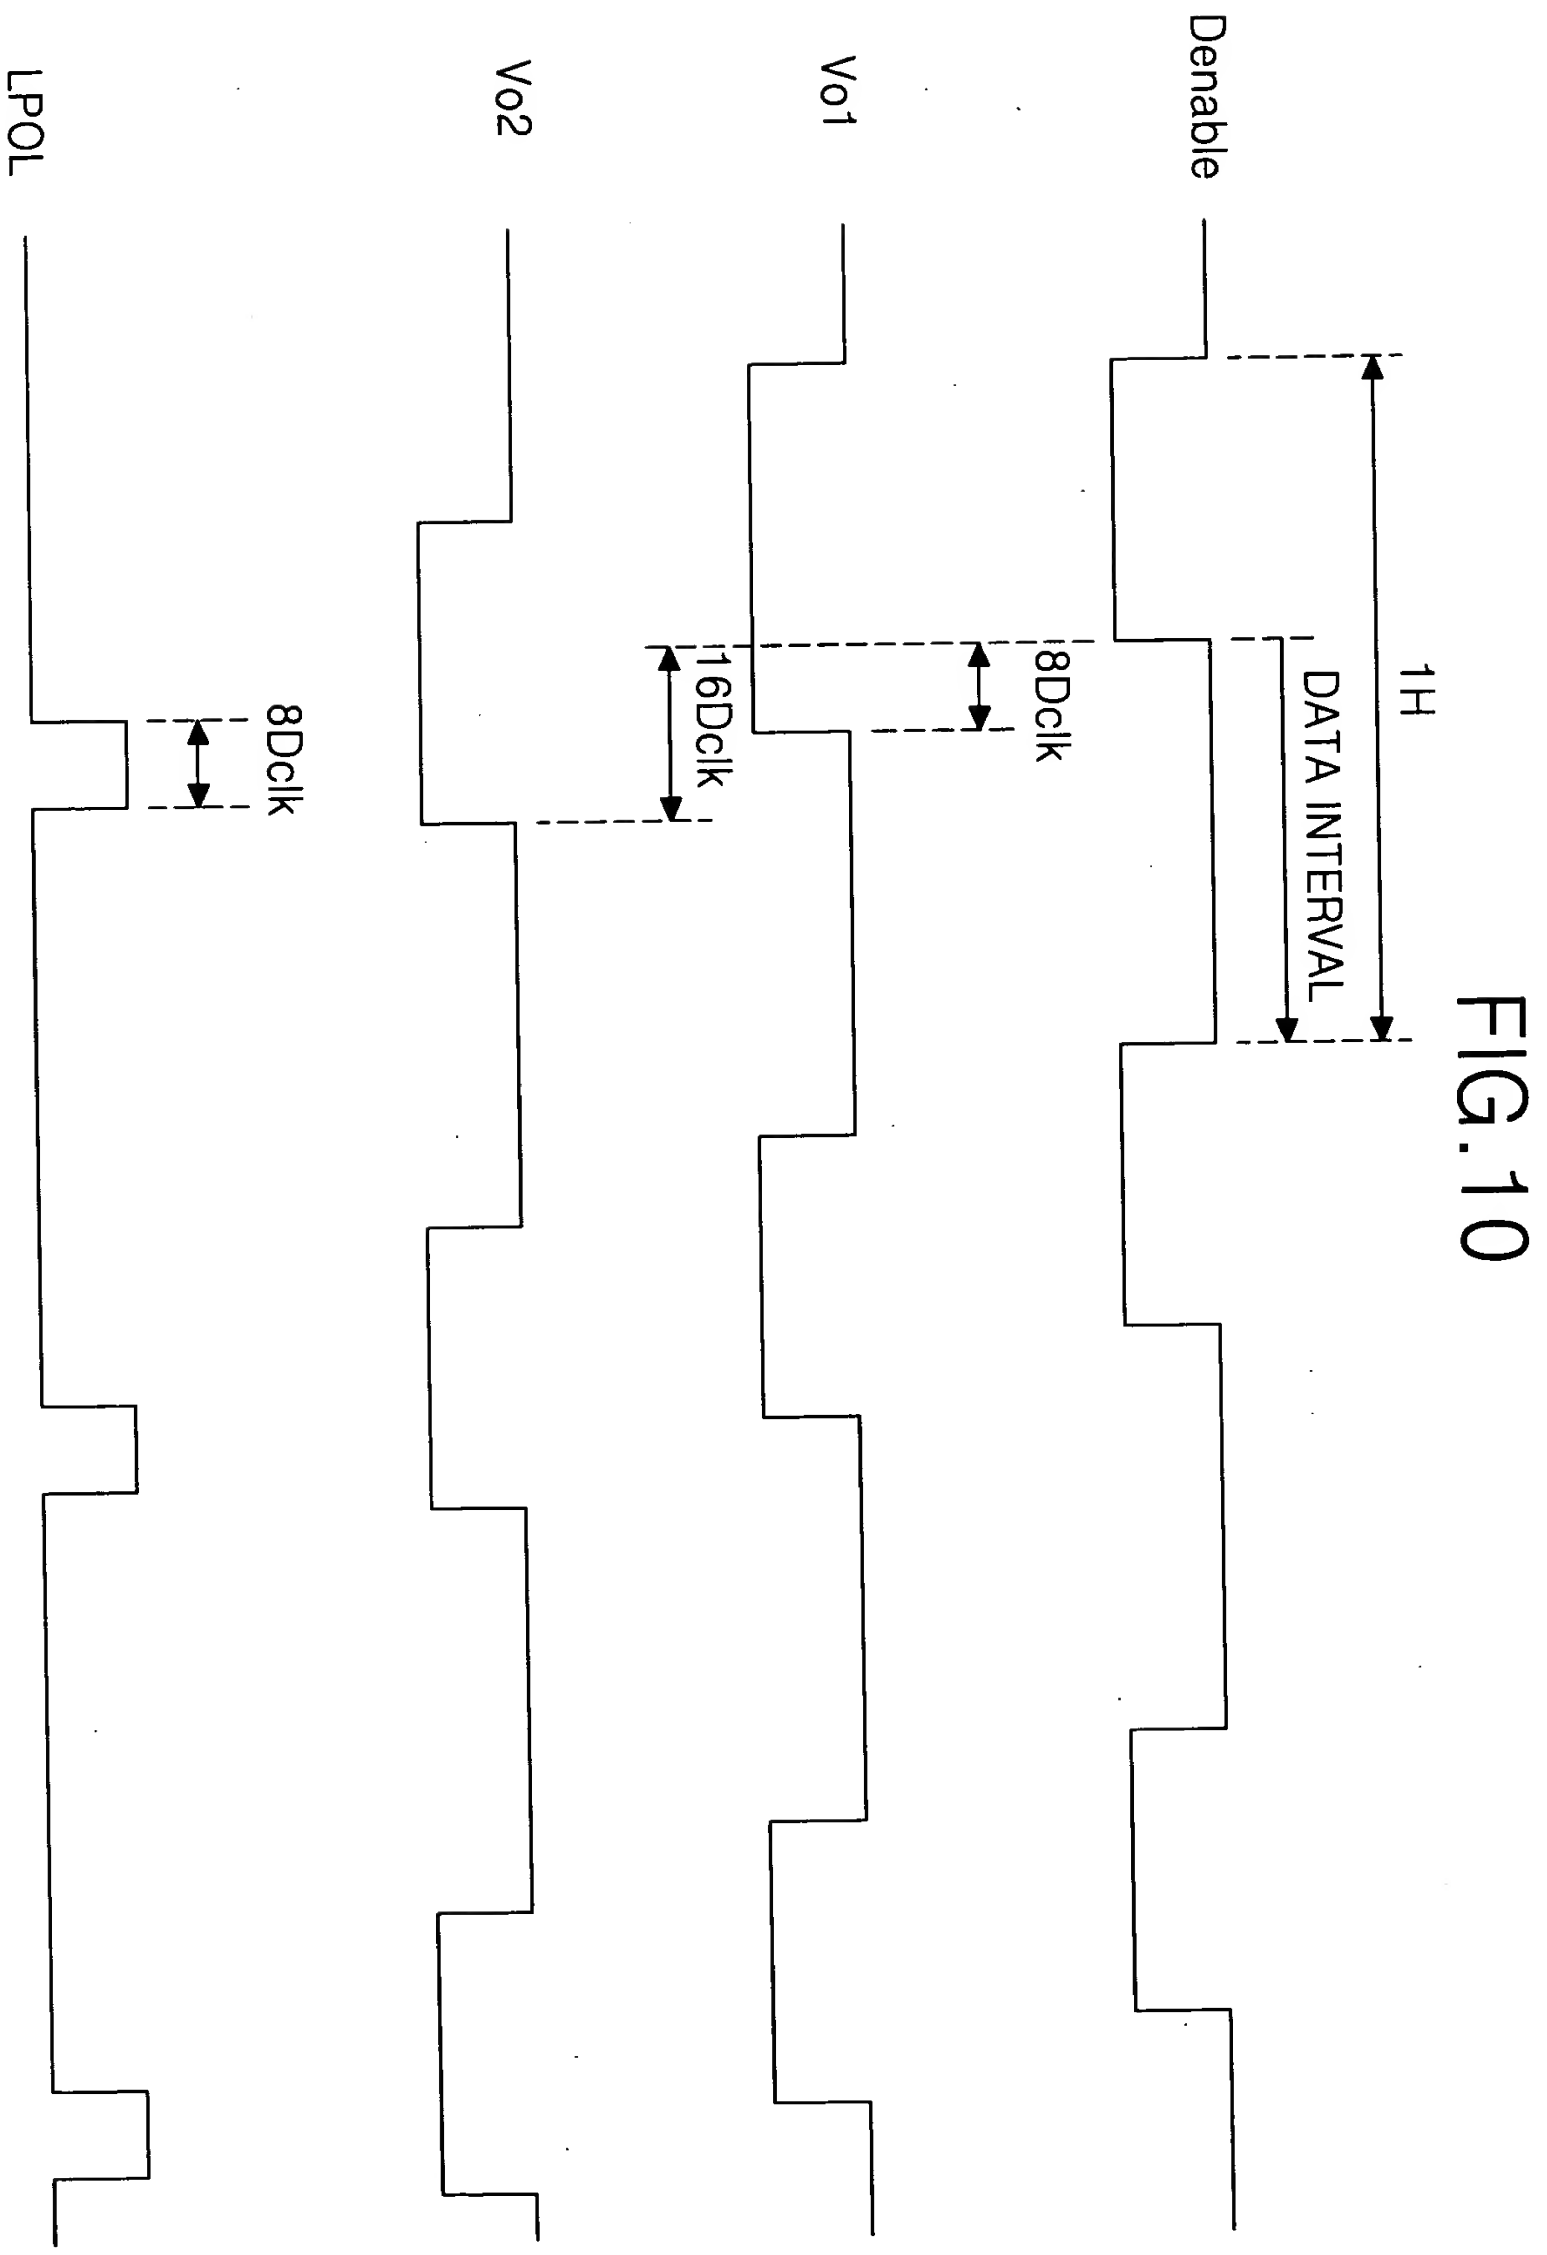 FIG.10
1H
DATA INTERVAL
Denable
8Dclk
Vo1
16Dclk
Vo2
8Dclk
LPOL